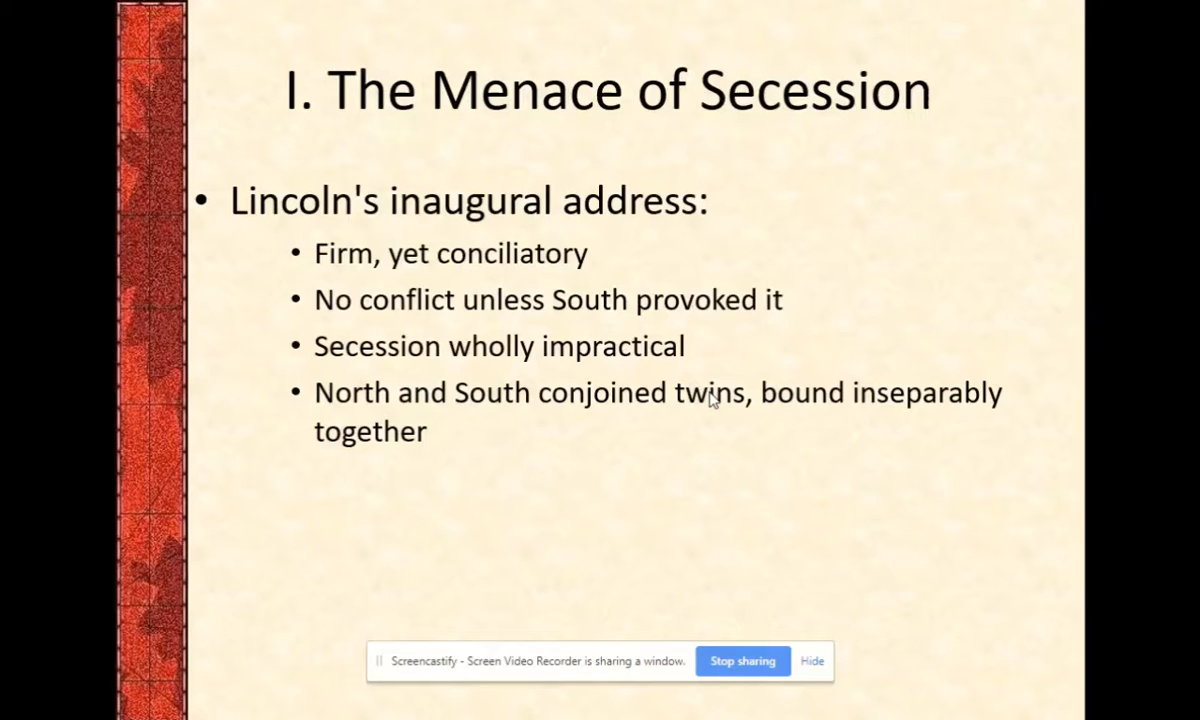 I. The Menace of Secession
• Lincoln's inaugural address:
• Firm, yet conciliatory
• No conflict unless South provoked it
• Secession wholly impractical
• North and South conjoined twins, bound inseparably
together
Screencastify - Screen Video Recorder is sharing a window. Stop sharing Hide